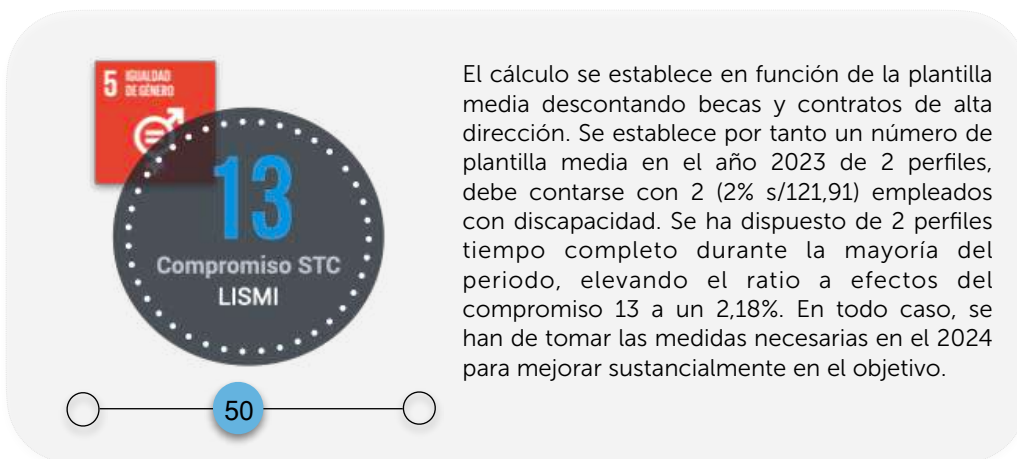 5 IGUALDAD
DE GÉNERO
13
Compromiso STC
LISMI
50
El cálculo se establece en función de la plantilla
media descontando becas y contratos de alta
dirección. Se establece por tanto un número de
plantilla media en el año 2023 de 2 perfiles,
debe contarse con 2 (2% s/121,91) empleados
con discapacidad. Se ha dispuesto de 2 perfiles
tiempo completo durante la mayoría del
periodo, elevando el ratio a efectos del
compromiso 13 a un 2,18%. En todo caso, se
han de tomar las medidas necesarias en el 2024
para mejorar sustancialmente en el objetivo.